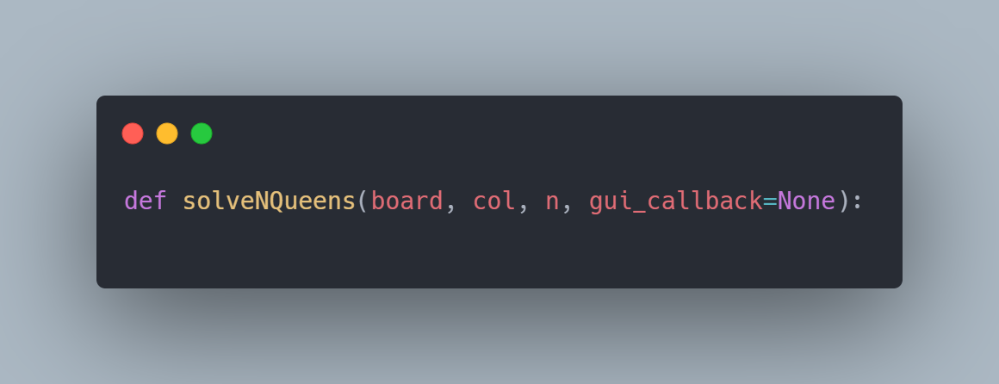 def solveNQueens(board, col, n, gui_callback=None):